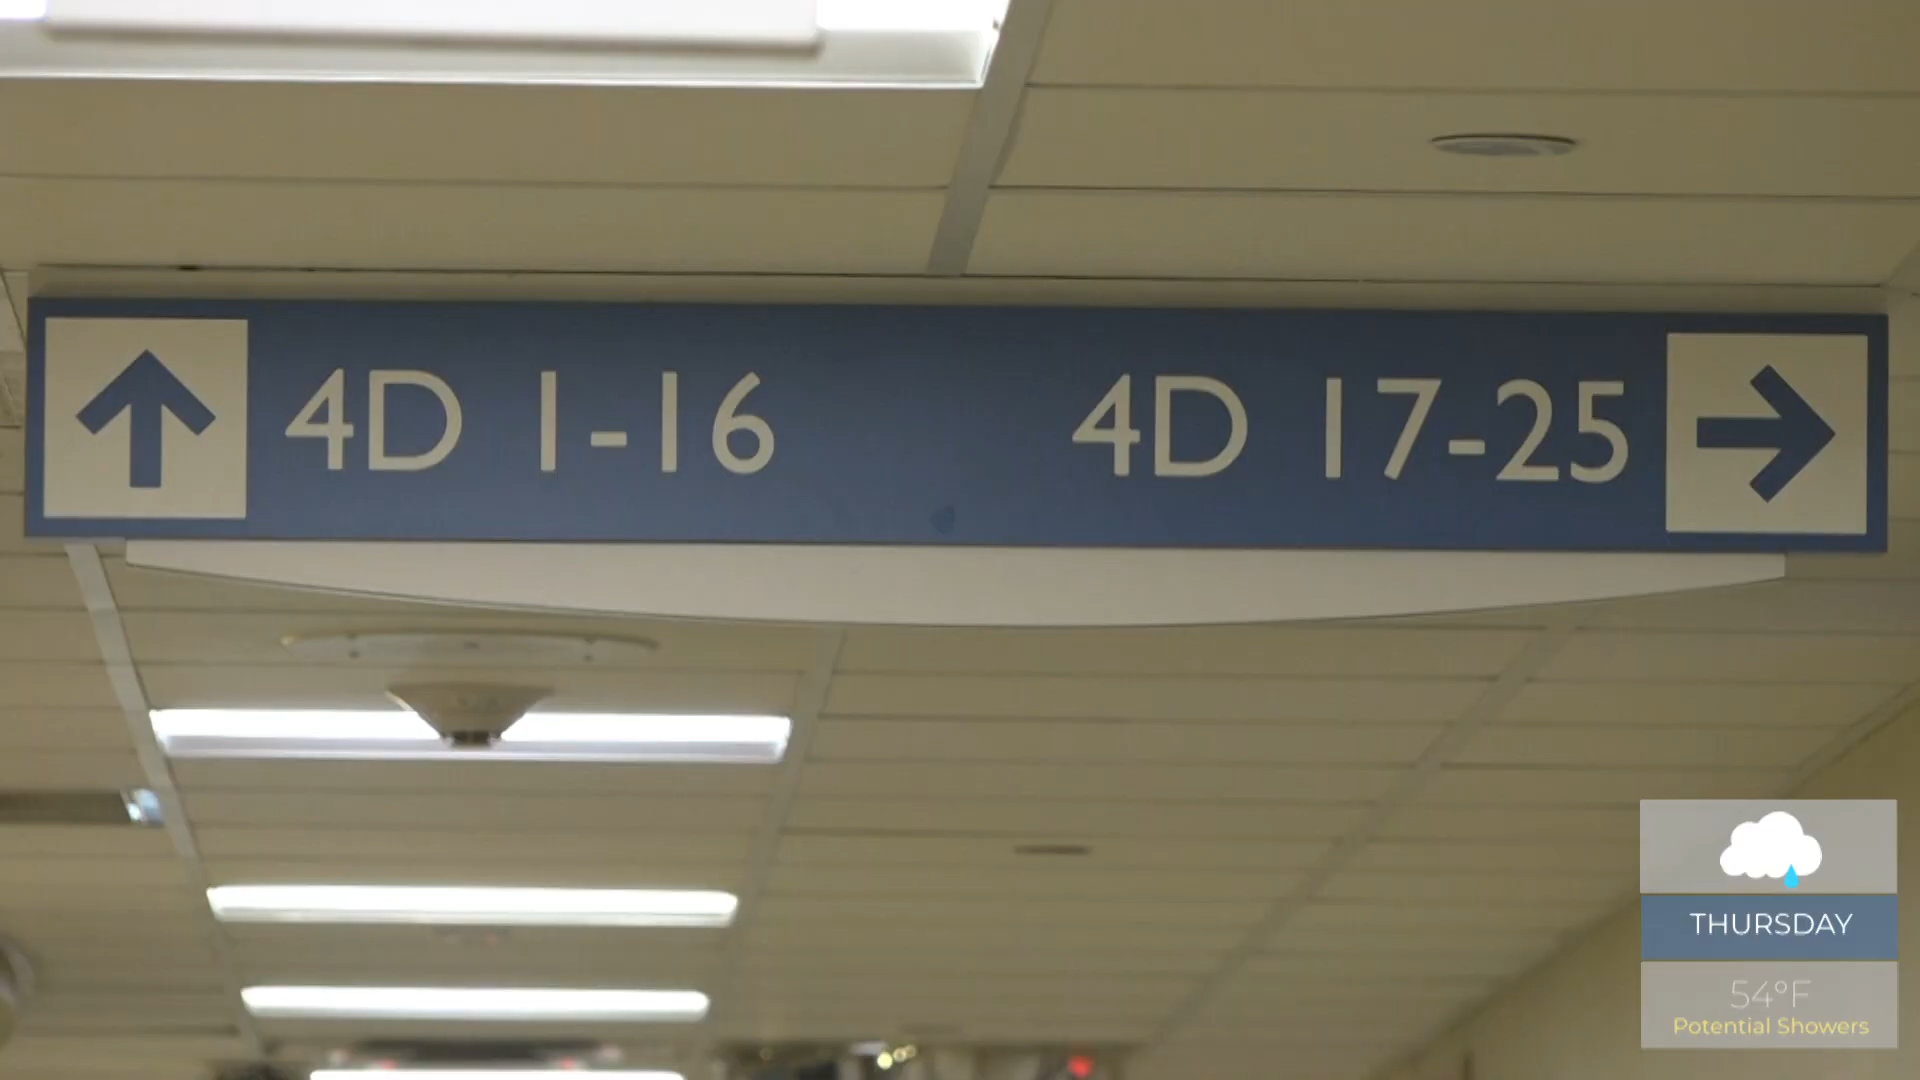 4D 1-16
4D 17-25
THURSDAY
54°F
Potential Showers